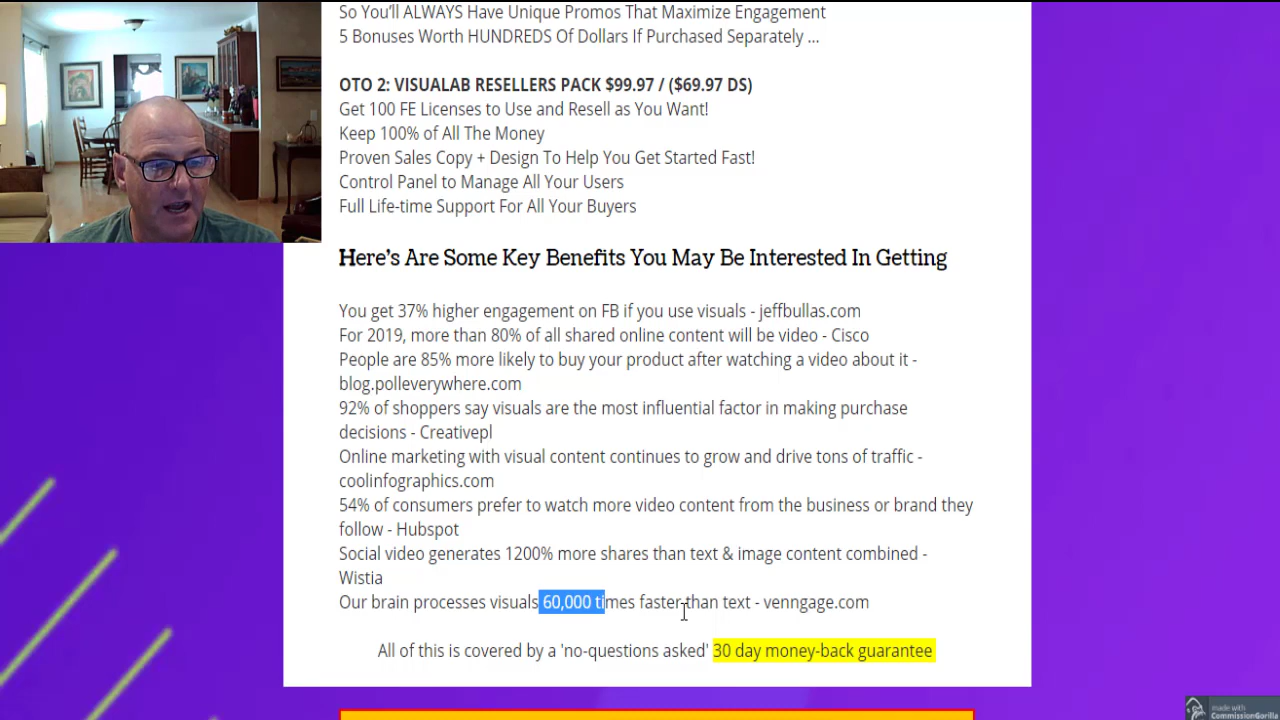 So You'll ALWAYS Have Unique Promos That Maximize Engagement
5 Bonuses Worth HUNDREDS Of Dollars If Purchased Separately ...
OTO 2: VISUALAB RESELLERS PACK $99.97 / ($69.97 DS)
Get 100 FE Licenses to Use and Resell as You Want!
Keep 100% of All The Money
Proven Sales Copy + Design To Help You Get Started Fast!
Control Panel to Manage All Your Users
Full Life-time Support For All Your Buyers
Here's Are Some Key Benefits You May Be Interested In Getting
You get 37% higher engagement on FB if you use visuals - jeffbullas.com
For 2019, more than 80% of all shared online content will be video - Cisco
People are 85% more likely to buy your product after watching a video about it -
blog.polleverywhere.com
92% of shoppers say visuals are the most influential factor in making purchase
decisions - Creativepl
Online marketing with visual content continues to grow and drive tons of traffic -
coolinfographics.com
54% of consumers prefer to watch more video content from the business or brand they
follow - Hubspot
Social video generates 1200% more shares than text & image content combined -
Wistia
Our brain processes visuals 60,000 times faster than text - venngage.com
All of this is covered by a 'no-questions asked' 30 day money-back guarantee
made with
CommissionGorilla